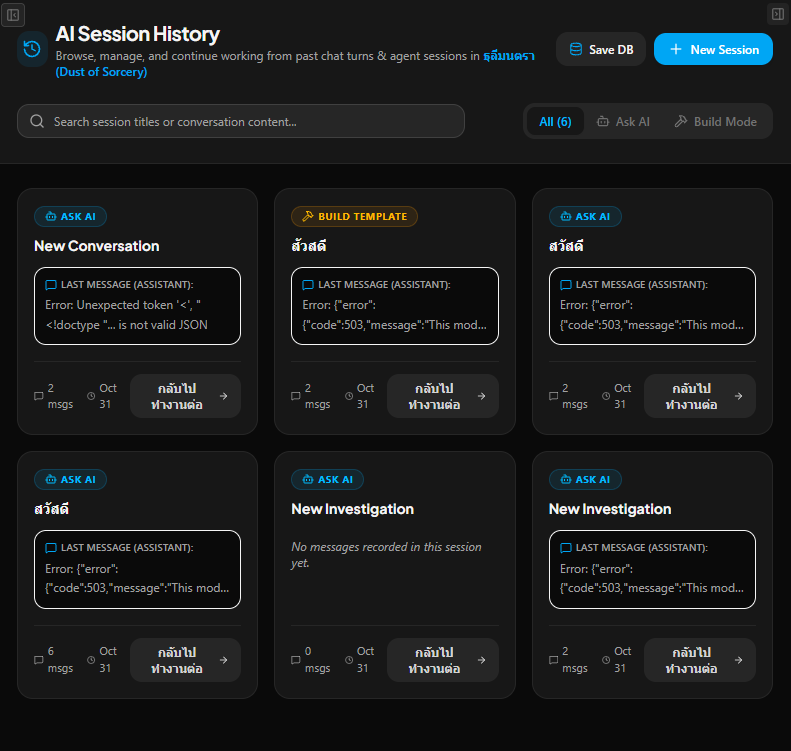 AI Session History
Browse, manage, and continue working from past chat turns & agent sessions in ธุลีมนตรา
(Dust of Sorcery)
Save DB
New Session
Search session titles or conversation content...
All (6)
Ask AI
Build Mode
ASK AI
New Conversation
LAST MESSAGE (ASSISTANT):
Error: Unexpected token '<', "
<!doctype "... is not valid JSON
2
msgs
Oct
31
กลับไป
ทำงานต่อ
BUILD TEMPLATE
ส้วสดี
LAST MESSAGE (ASSISTANT):
Error: {"error":
{"code":503,"message":"This mod...
2
msgs
Oct
31
กลับไป
ทำงานต่อ
ASK AI
สวัสดี
LAST MESSAGE (ASSISTANT):
Error: {"error":
{"code":503,"message":"This mod...
2
msgs
Oct
31
กลับไป
ทำงานต่อ
ASK AI
สวัสดี
LAST MESSAGE (ASSISTANT):
Error: {"error":
{"code":503,"message":"This mod...
6
msgs
Oct
31
กลับไป
ทำงานต่อ
ASK AI
New Investigation
No messages recorded in this session
yet.
0
msgs
Oct
31
กลับไป
ทำงานต่อ
ASK AI
New Investigation
LAST MESSAGE (ASSISTANT):
Error: {"error":
{"code":503,"message":"This mod...
2
msgs
Oct
31
กลับไป
ทำงานต่อ